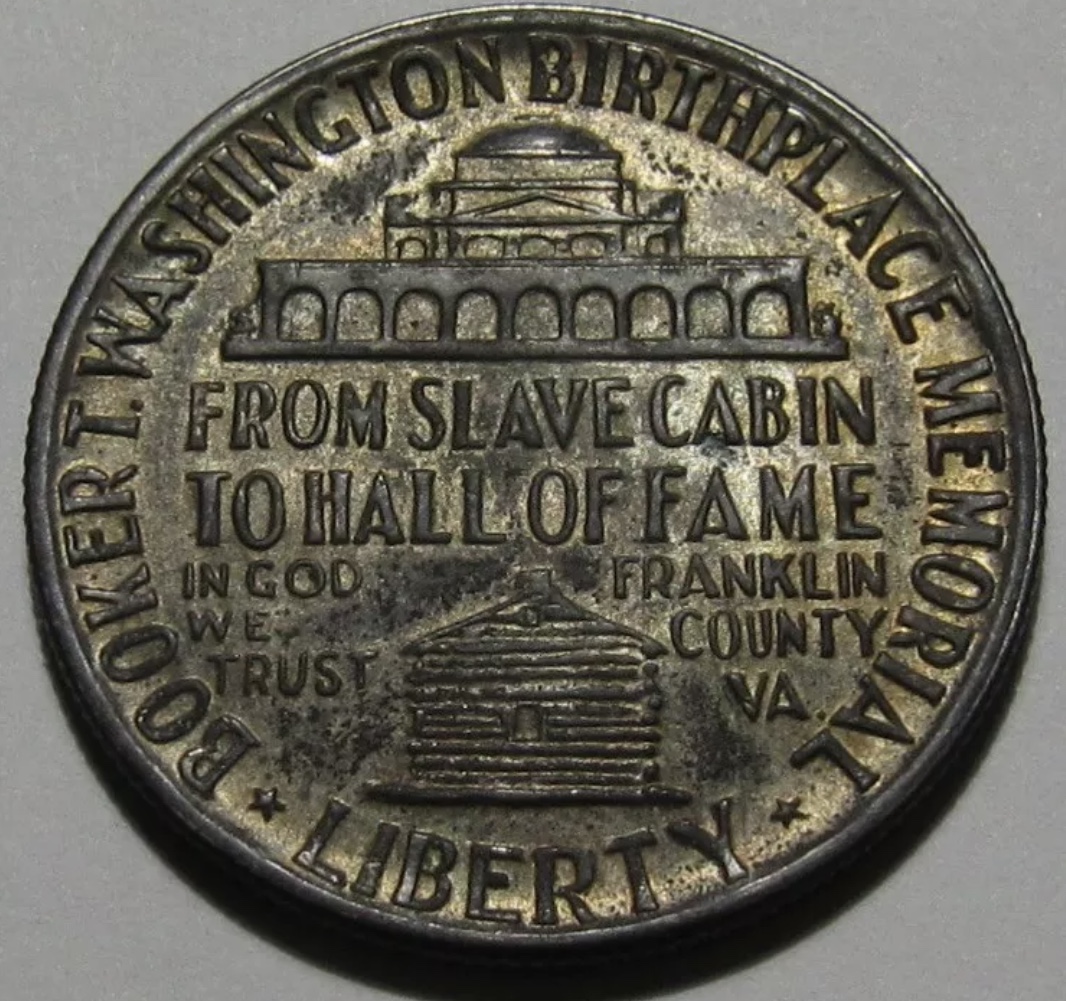 BOOKER T. WASHINGTON BIRTHPLACE MEMORIAL
FROM SLAVE CABIN
TO HALL OF FAME
IN GOD
WE
TRUST
FRANKLIN
COUNTY
VA.
LIBERTY